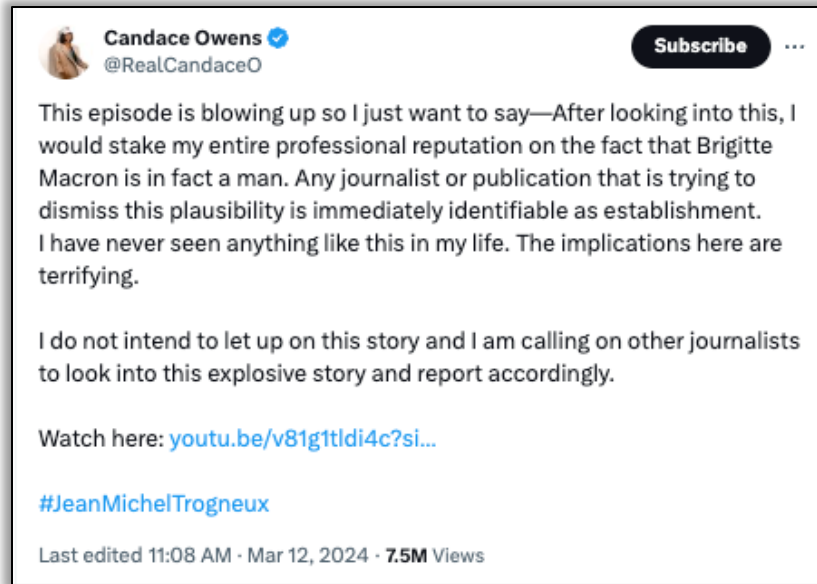 Candace Owens
@RealCandaceO
Subscribe
This episode is blowing up so I just want to say—After looking into this, I
would stake my entire professional reputation on the fact that Brigitte
Macron is in fact a man. Any journalist or publication that is trying to
dismiss this plausibility is immediately identifiable as establishment.
I have never seen anything like this in my life. The implications here are
terrifying.
I do not intend to let up on this story and I am calling on other journalists
to look into this explosive story and report accordingly.
Watch here: youtu.be/v81g1tldi4c?si...
#JeanMichelTrogneux
Last edited 11:08 AM · Mar 12, 2024 · 7.5M Views